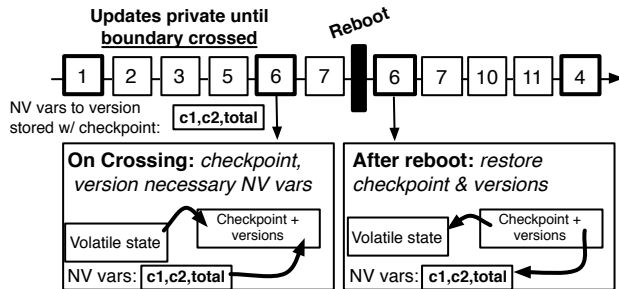 Updates private until
boundary crossed
Reboot
1 2 3 5 6 7 6 7 10 11 4
NV vars to version
stored w/ checkpoint:
c1,c2,total
On Crossing: checkpoint,
version necessary NV vars
Volatile state
Checkpoint +
versions
NV vars: c1,c2,total
After reboot: restore
checkpoint & versions
Volatile state
Checkpoint +
versions
NV vars: c1,c2,total